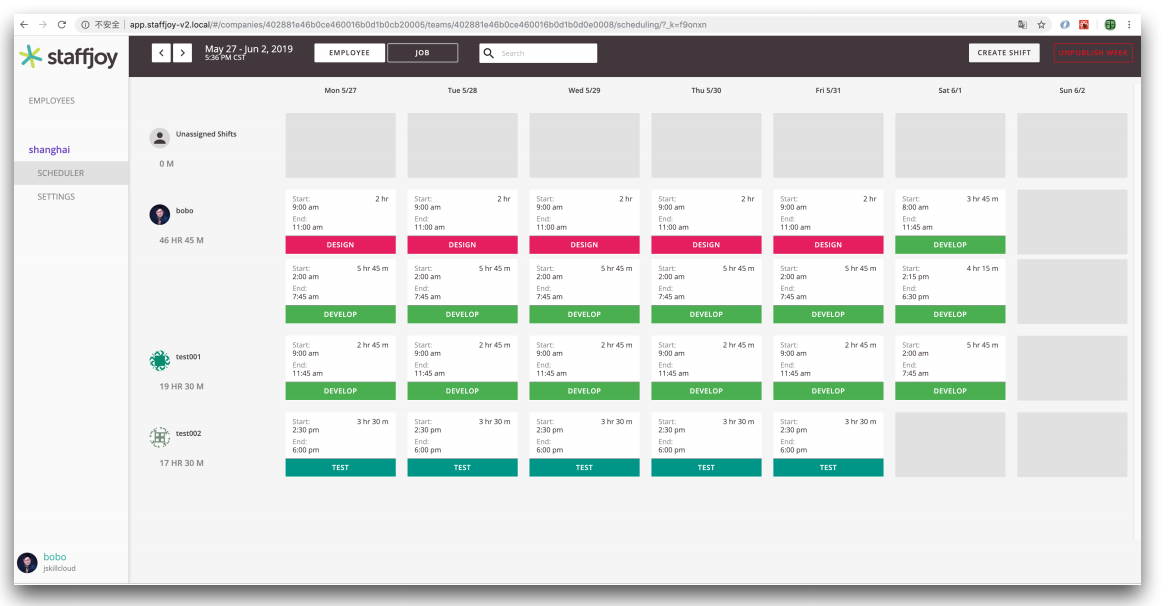 不安全 | app.staffjoy-v2.local/#/companies/402881e46b0ce460016b0d1b0cb20005/teams/402881e46b0ce460016b0d1b0d0e0008/scheduling/?_k=f9onxn
staffjoy
May 27 - Jun 2, 2019
5:36 PM CST
EMPLOYEE
JOB
Search
CREATE SHIFT
UNPUBLISH WEEK
EMPLOYEES
shanghai
SCHEDULER
SETTINGS
Mon 5/27 Tue 5/28 Wed 5/29 Thu 5/30 Fri 5/31 Sat 6/1 Sun 6/2
Unassigned Shifts
0 M
bobo
46 HR 45 M
Start: 2 hr Start: 2 hr Start: 2 hr Start: 2 hr Start: 2 hr Start: 3 hr 45 m
9:00 am 9:00 am 9:00 am 9:00 am 9:00 am 8:00 am
End: End: End: End: End: End:
11:00 am 11:00 am 11:00 am 11:00 am 11:00 am 11:45 am
DESIGN DESIGN DESIGN DESIGN DESIGN DEVELOP
Start: 5 hr 45 m Start: 5 hr 45 m Start: 5 hr 45 m Start: 5 hr 45 m Start: 5 hr 45 m Start: 4 hr 15 m
2:00 am 2:00 am 2:00 am 2:00 am 2:00 am 2:15 pm
End: End: End: End: End: End:
7:45 am 7:45 am 7:45 am 7:45 am 7:45 am 6:30 pm
DEVELOP DEVELOP DEVELOP DEVELOP DEVELOP DEVELOP
test001
19 HR 30 M
Start: 2 hr 45 m Start: 2 hr 45 m Start: 2 hr 45 m Start: 2 hr 45 m Start: 2 hr 45 m Start: 5 hr 45 m
9:00 am 9:00 am 9:00 am 9:00 am 9:00 am 2:00 am
End: End: End: End: End: End:
11:45 am 11:45 am 11:45 am 11:45 am 11:45 am 7:45 am
DEVELOP DEVELOP DEVELOP DEVELOP DEVELOP DEVELOP
test002
17 HR 30 M
Start: 3 hr 30 m Start: 3 hr 30 m Start: 3 hr 30 m Start: 3 hr 30 m Start: 3 hr 30 m
2:30 pm 2:30 pm 2:30 pm 2:30 pm 2:30 pm
End: End: End: End: End:
6:00 pm 6:00 pm 6:00 pm 6:00 pm 6:00 pm
TEST TEST TEST TEST TEST
bobo
jskillcloud